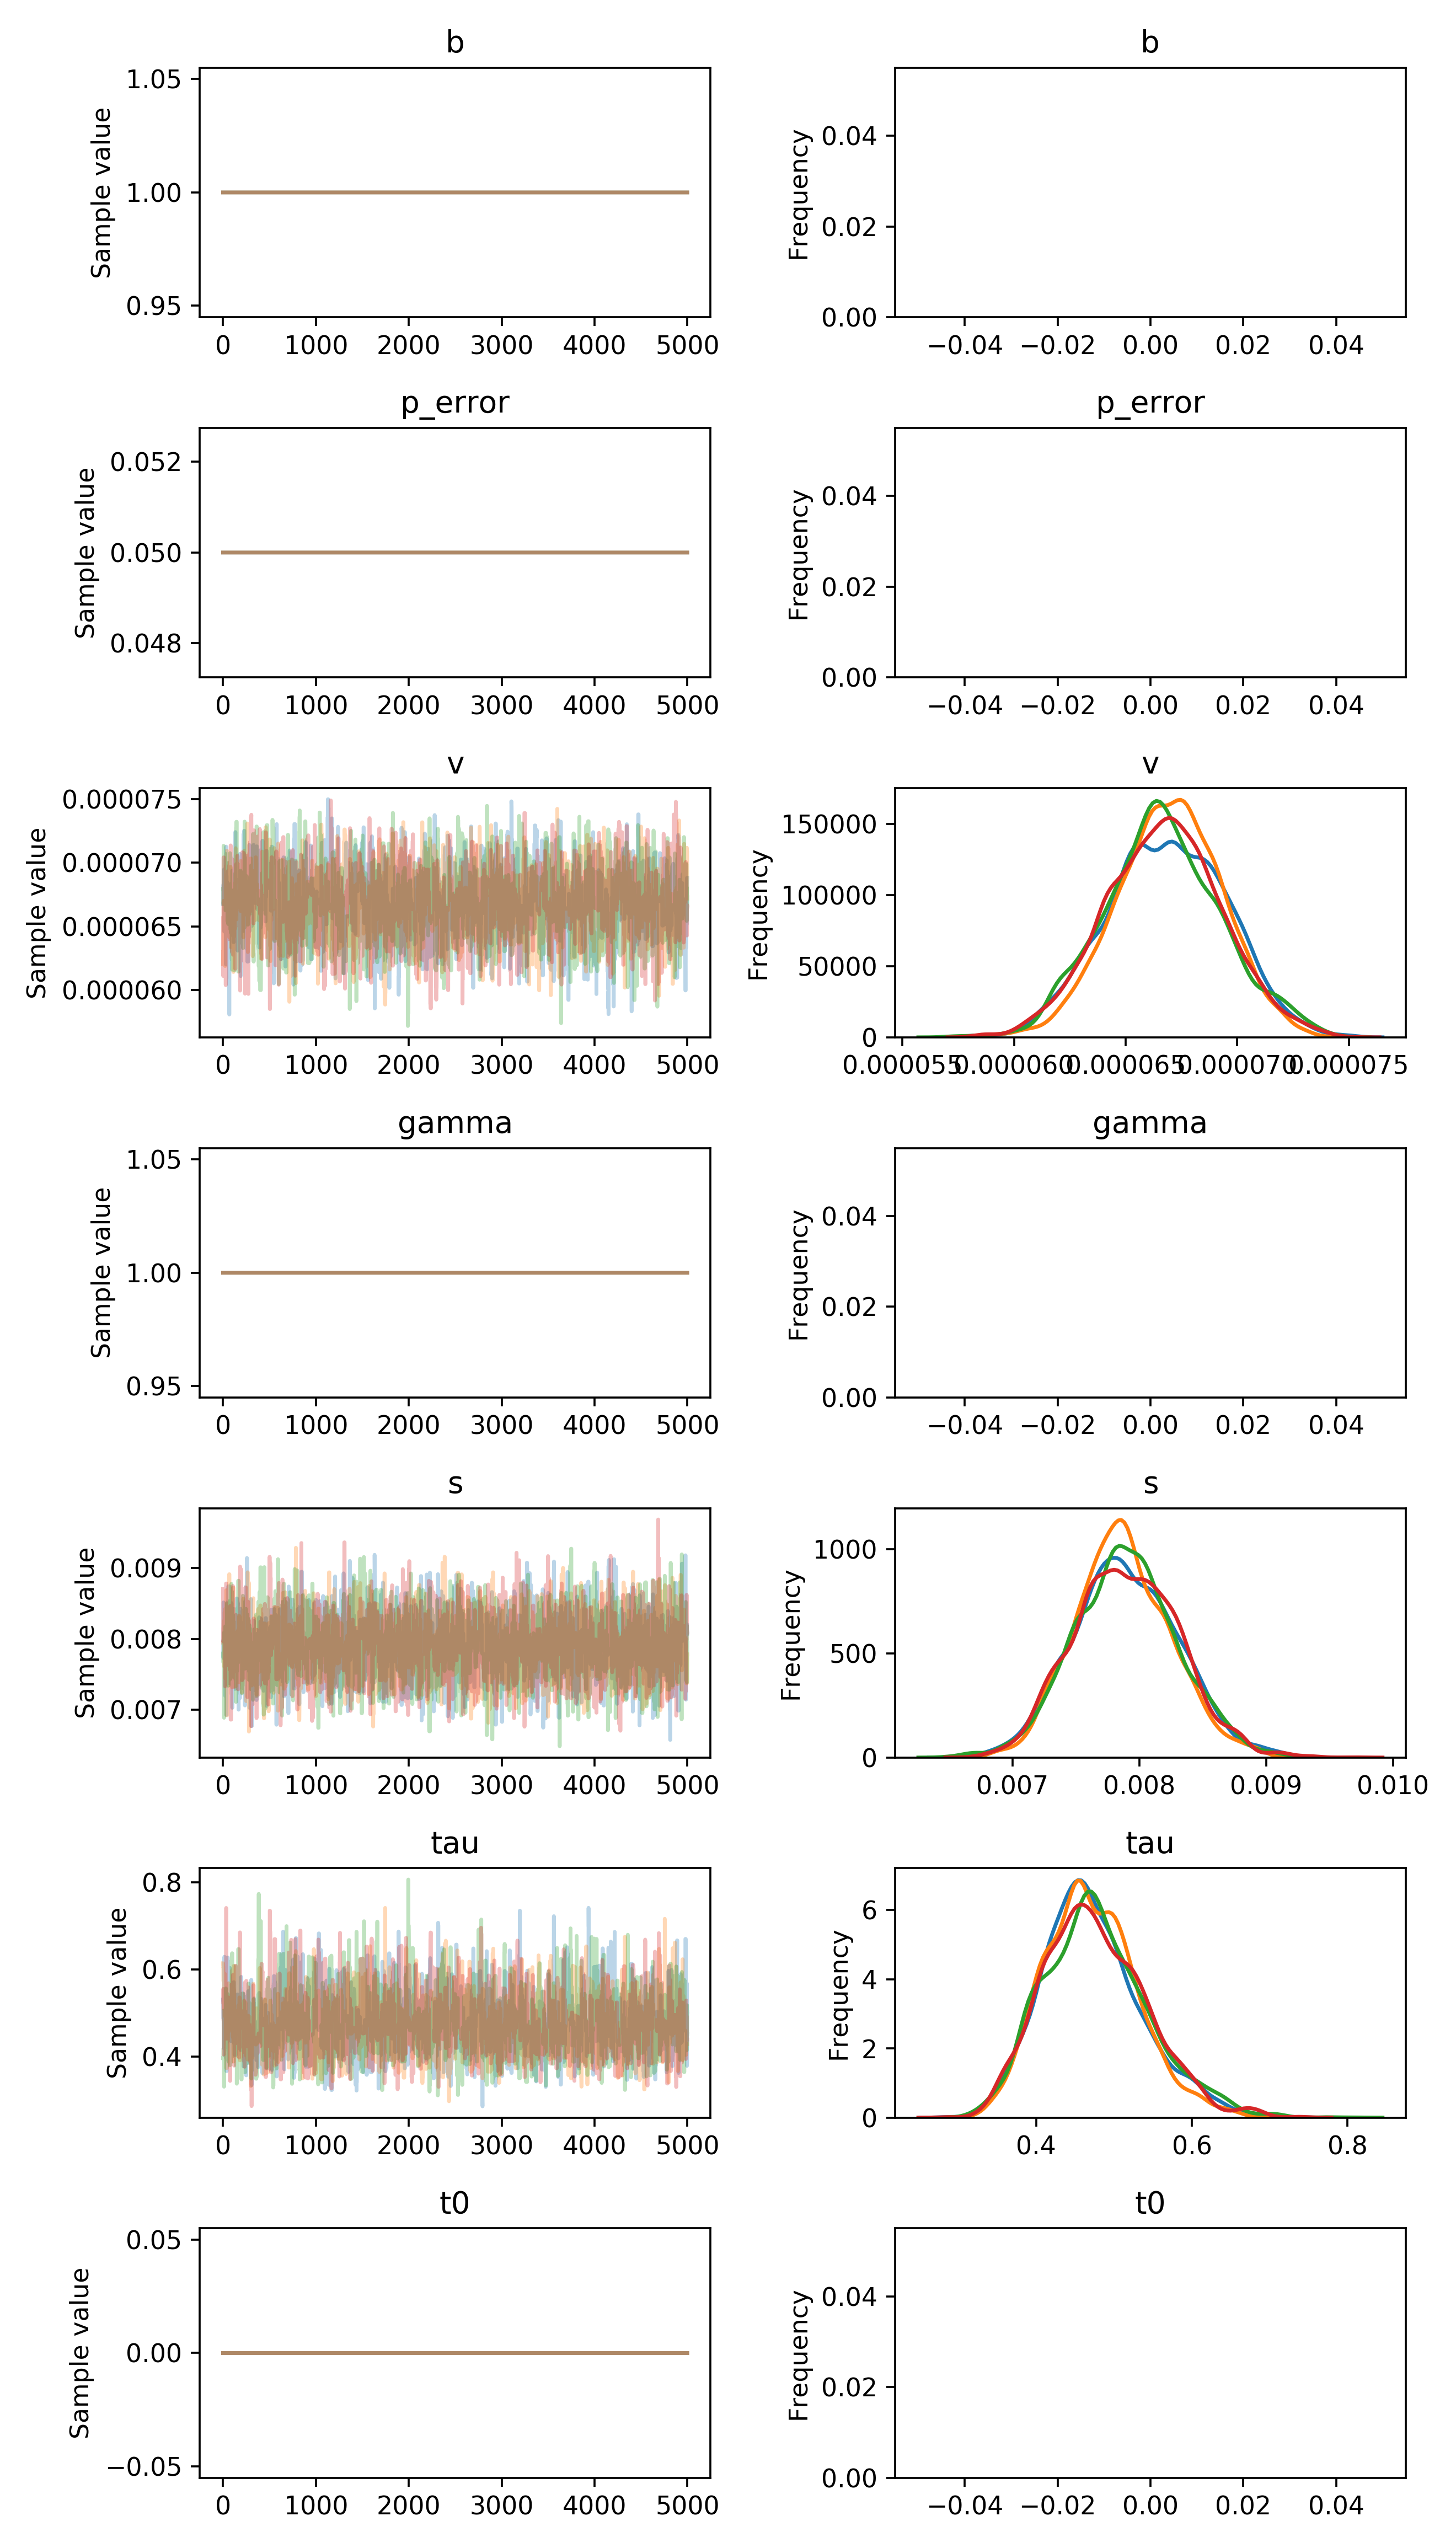 b
1.05
1.00
0.95
Sample value
0 1000 2000 3000 4000 5000
b
0.04
0.02
0.00
Frequency
−0.04 −0.02 0.00 0.02 0.04
p_error
0.052
0.050
0.048
Sample value
0 1000 2000 3000 4000 5000
p_error
0.04
0.02
0.00
Frequency
−0.04 −0.02 0.00 0.02 0.04
v
0.000075
0.000070
0.000065
0.000060
Sample value
0 1000 2000 3000 4000 5000
v
150000
100000
50000
0
Frequency
0.000055 0.000060 0.000065 0.000070 0.000075
gamma
1.05
1.00
0.95
Sample value
0 1000 2000 3000 4000 5000
gamma
0.04
0.02
0.00
Frequency
−0.04 −0.02 0.00 0.02 0.04
s
0.009
0.008
0.007
Sample value
0 1000 2000 3000 4000 5000
s
1000
500
0
Frequency
0.007 0.008 0.009 0.010
tau
0.8
0.6
0.4
Sample value
0 1000 2000 3000 4000 5000
tau
6
4
2
0
Frequency
0.4 0.6 0.8
t0
0.05
0.00
−0.05
Sample value
0 1000 2000 3000 4000 5000
t0
0.04
0.02
0.00
Frequency
−0.04 −0.02 0.00 0.02 0.04